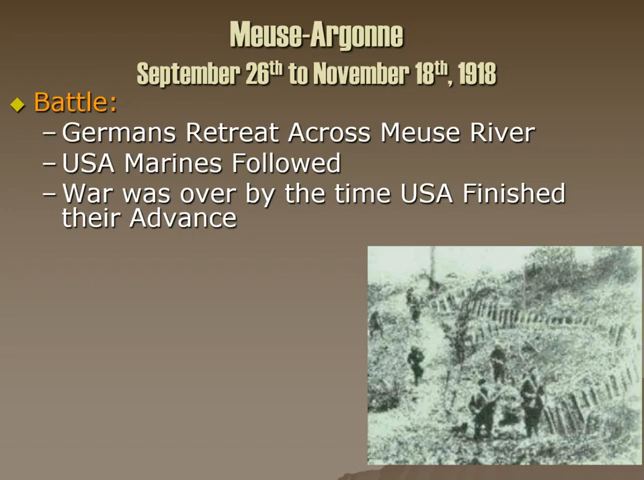 Meuse-Argonne
September 26th to November 18th, 1918
Battle:
– Germans Retreat Across Meuse River
– USA Marines Followed
– War was over by the time USA Finished
their Advance